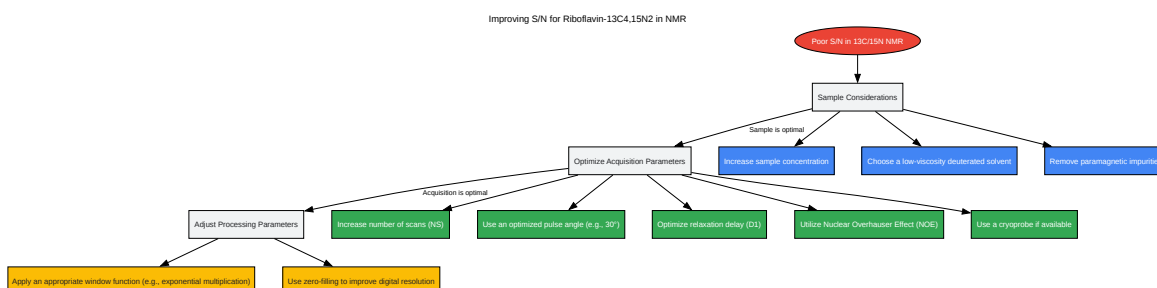 Improving S/N for Riboflavin-13C4,15N2 in NMR
Poor S/N in 13C/15N NMR
Sample Considerations
Sample is optimal
Optimize Acquisition Parameters
Increase sample concentration
Choose a low-viscosity deuterated solvent
Remove paramagnetic impuritie
Acquisition is optimal
Adjust Processing Parameters
Increase number of scans (NS)
Use an optimized pulse angle (e.g., 30°)
Optimize relaxation delay (D1)
Utilize Nuclear Overhauser Effect (NOE)
Use a cryoprobe if available
Apply an appropriate window function (e.g., exponential multiplication)
Use zero-filling to improve digital resolution